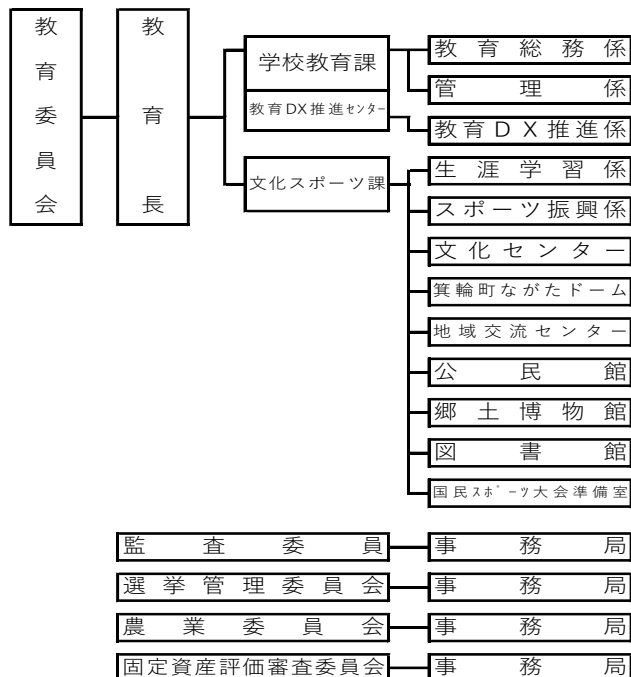 教育委員会
教育長
学校教育課
教育総務係
管理係
教育DX推進センター
教育DX推進係
文化スポーツ課
生涯学習係
スポーツ振興係
文化センター
箕輪町ながたドーム
地域交流センター
公民館
郷土博物館
図書館
国民スポーツ大会準備室
監査委員 事務局
選挙管理委員会 事務局
農業委員会 事務局
固定資産評価審査委員会 事務局